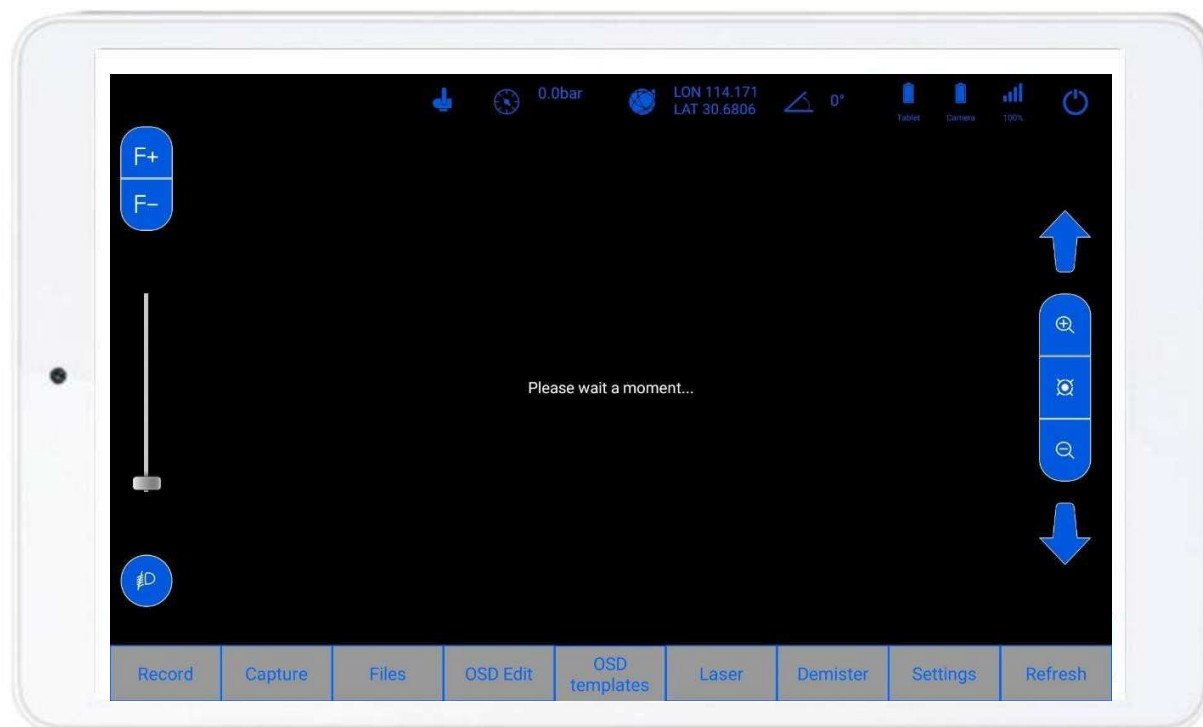 0.0bar
LON 114.171
LAT 30.6806
0°
Tablet
Camera
100%
F+
F−
Please wait a moment...
Record
Capture
Files
OSD Edit
OSD
templates
Laser
Demister
Settings
Refresh